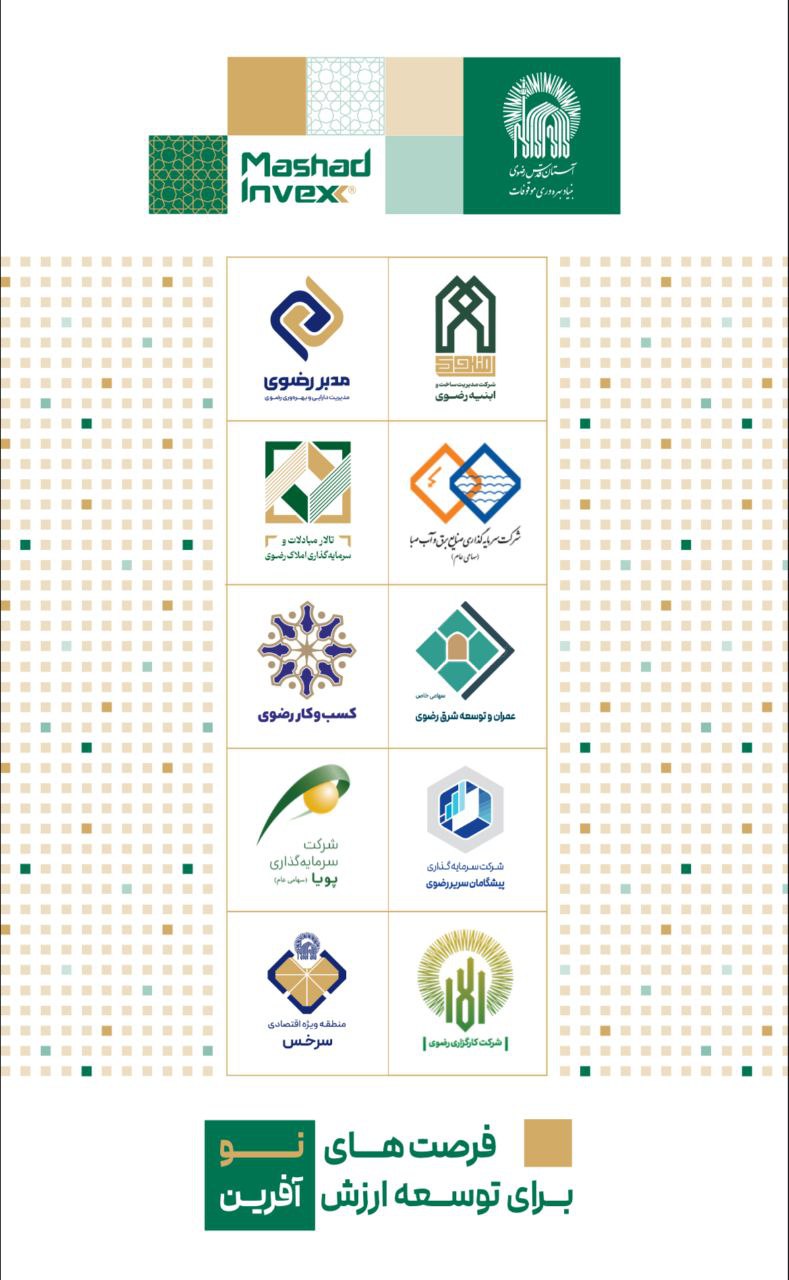 Mashad
Invex®
آستان قدس رضوی
بنیاد بهره‌وری موقوفات
شرکت مدیریت ساخت و
ابنیه رضوی
مدبر رضوی
مدیریت دارایی و بهره‌وری رضوی
شرکت سرمایه گذاری صنایع برق و آب صبا
(سهامی عام)
تالار مبادلات و
سرمایه‌گذاری املاک رضوی
سهامی خاص
عمران و توسعه شرق رضوی
کسب‌وکار رضوی
شرکت سرمایه‌گذاری
پیشگامان سریر رضوی
شرکت
سرمایه‌گذاری
پویا (سهامی عام)
شرکت کارگزاری رضوی
منطقه ویژه اقتصادی
سرخس
فرصت های نو
برای توسعه ارزش آفرین